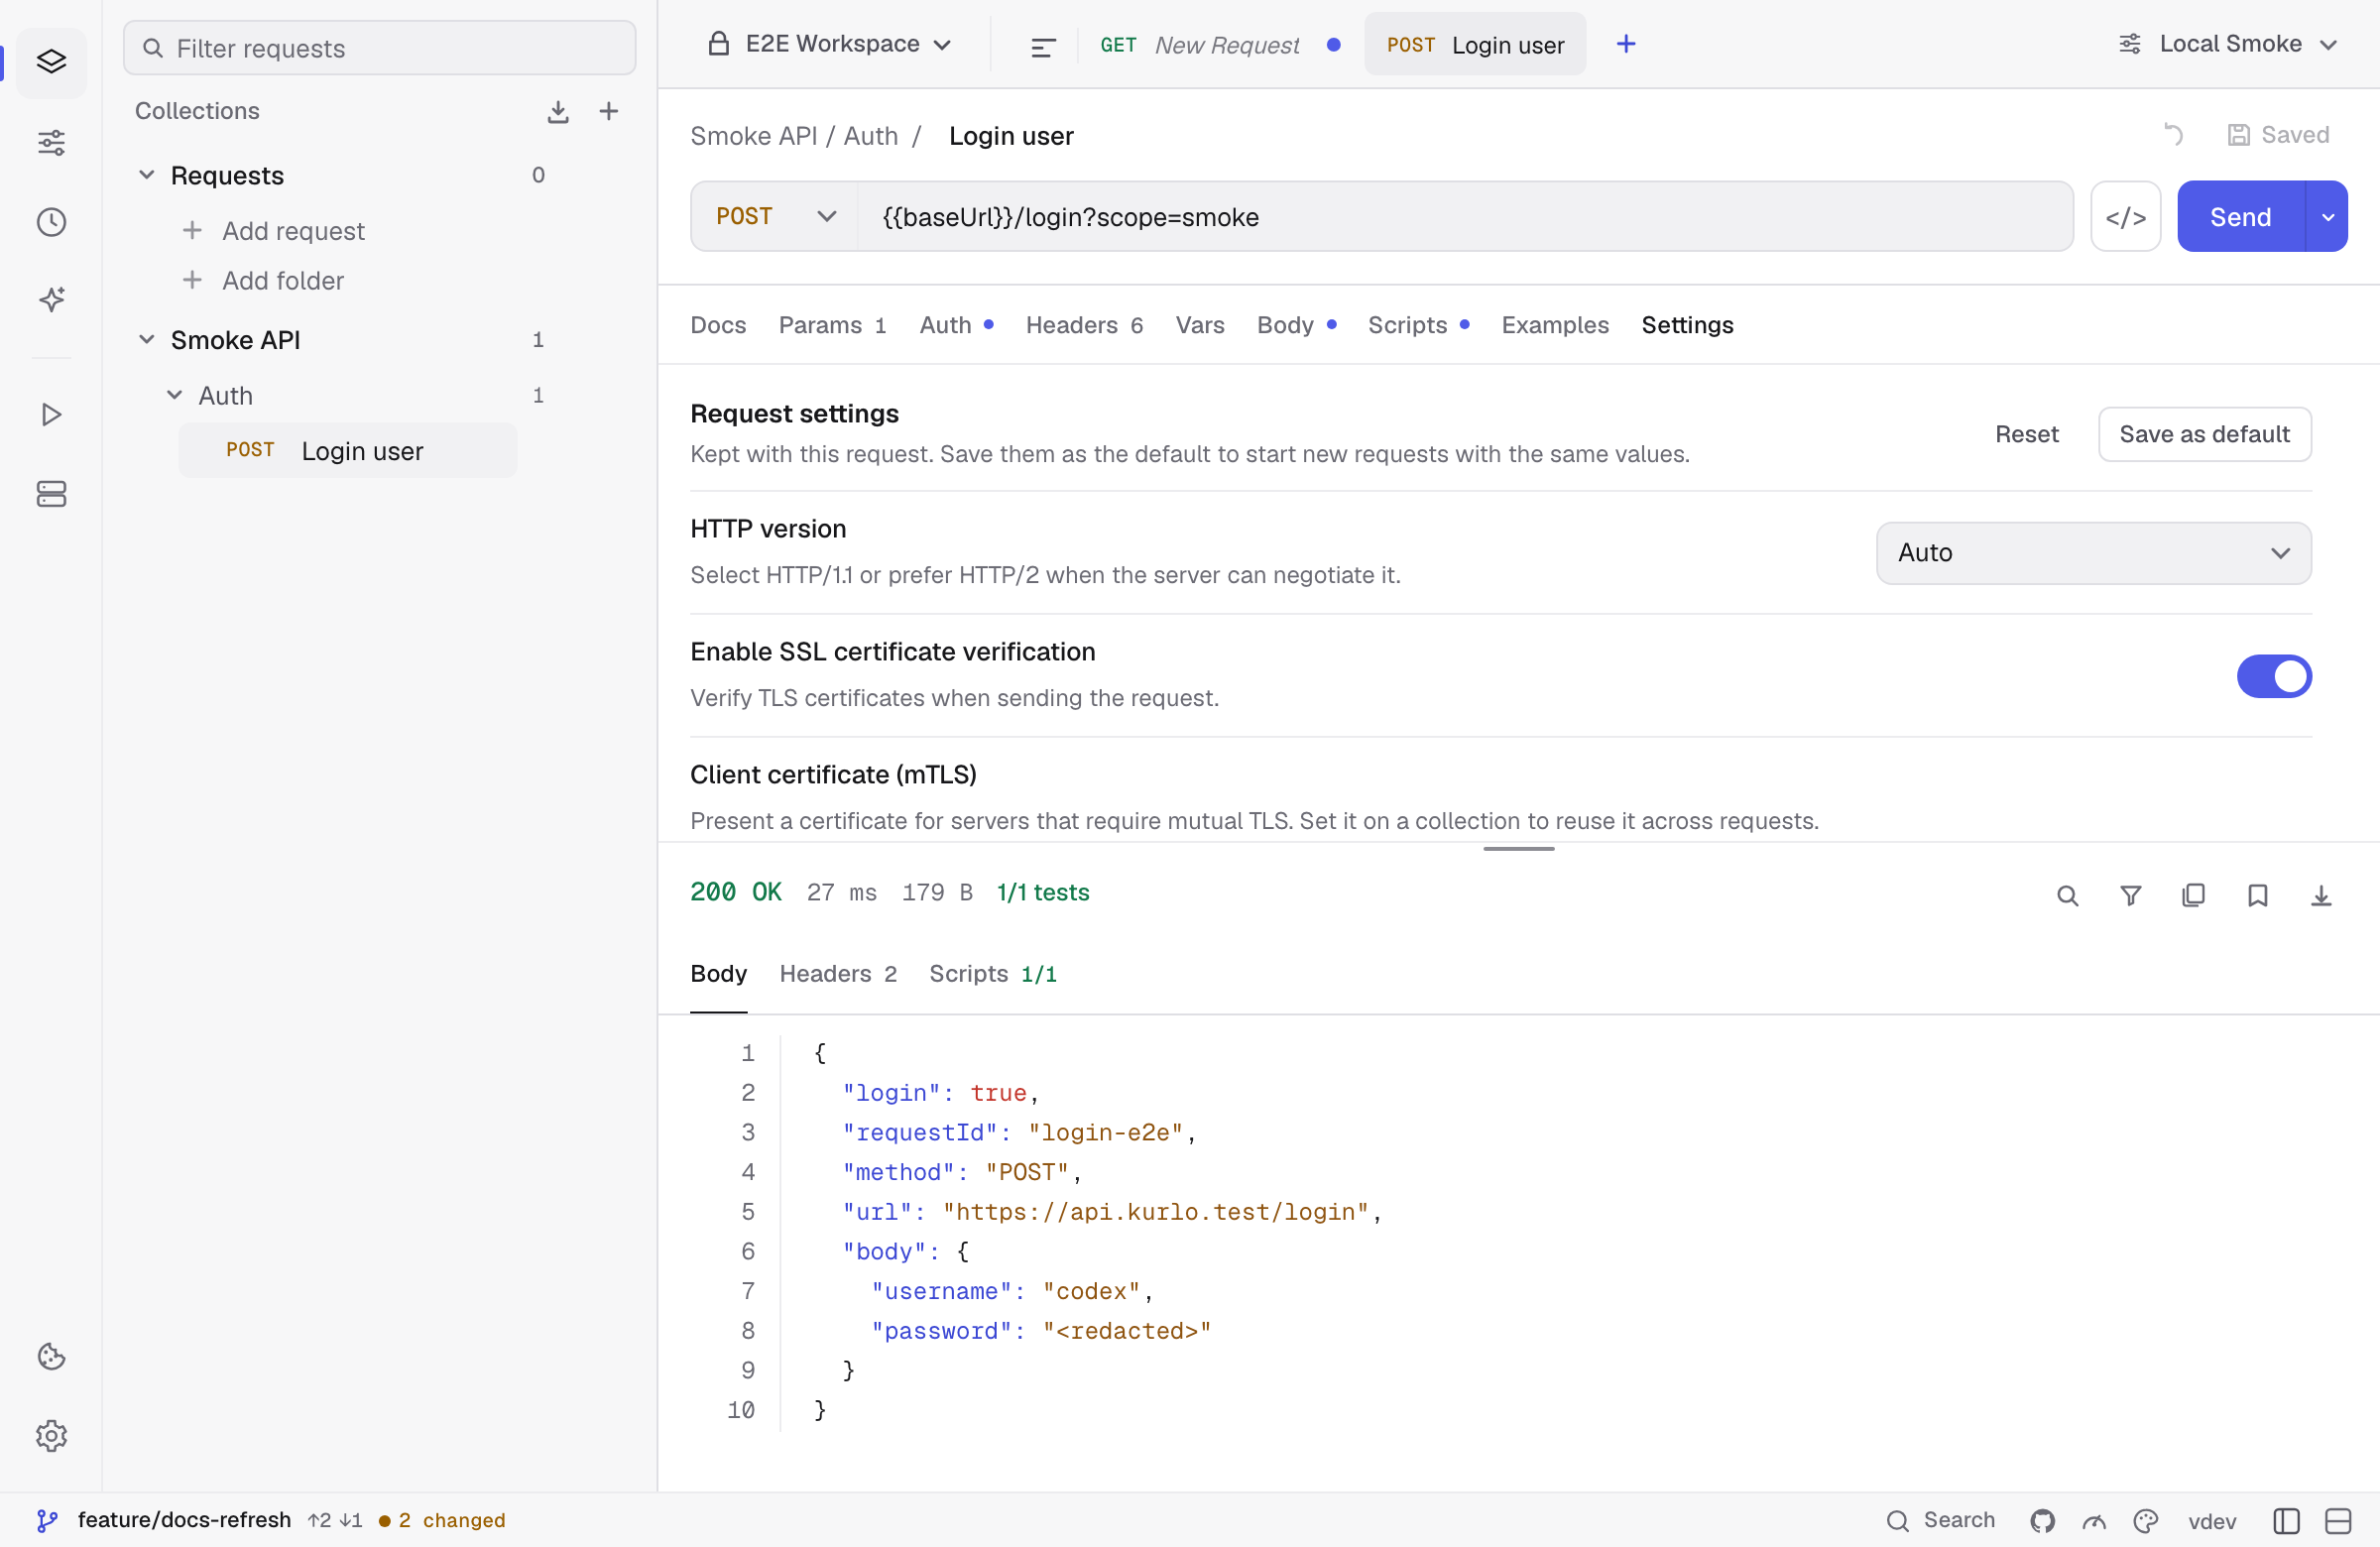 Filter requests
Collections
Requests 0
Add request
Add folder
Smoke API 1
Auth 1
POST Login user
E2E Workspace
GET New Request
POST Login user
Local Smoke
Smoke API / Auth / Login user
Saved
POST {{baseUrl}}/login?scope=smoke
</> Send
Docs Params 1 Auth Headers 6 Vars Body Scripts Examples Settings
Request settings
Kept with this request. Save them as the default to start new requests with the same values.
Reset Save as default
HTTP version
Select HTTP/1.1 or prefer HTTP/2 when the server can negotiate it.
Auto
Enable SSL certificate verification
Verify TLS certificates when sending the request.
Client certificate (mTLS)
Present a certificate for servers that require mutual TLS. Set it on a collection to reuse it across requests.
200 OK 27 ms 179 B 1/1 tests
Body Headers 2 Scripts 1/1
1 {
2 "login": true,
3 "requestId": "login-e2e",
4 "method": "POST",
5 "url": "https://api.kurlo.test/login",
6 "body": {
7 "username": "codex",
8 "password": "<redacted>"
9 }
10 }
feature/docs-refresh ↑2 ↓1 2 changed
Search vdev